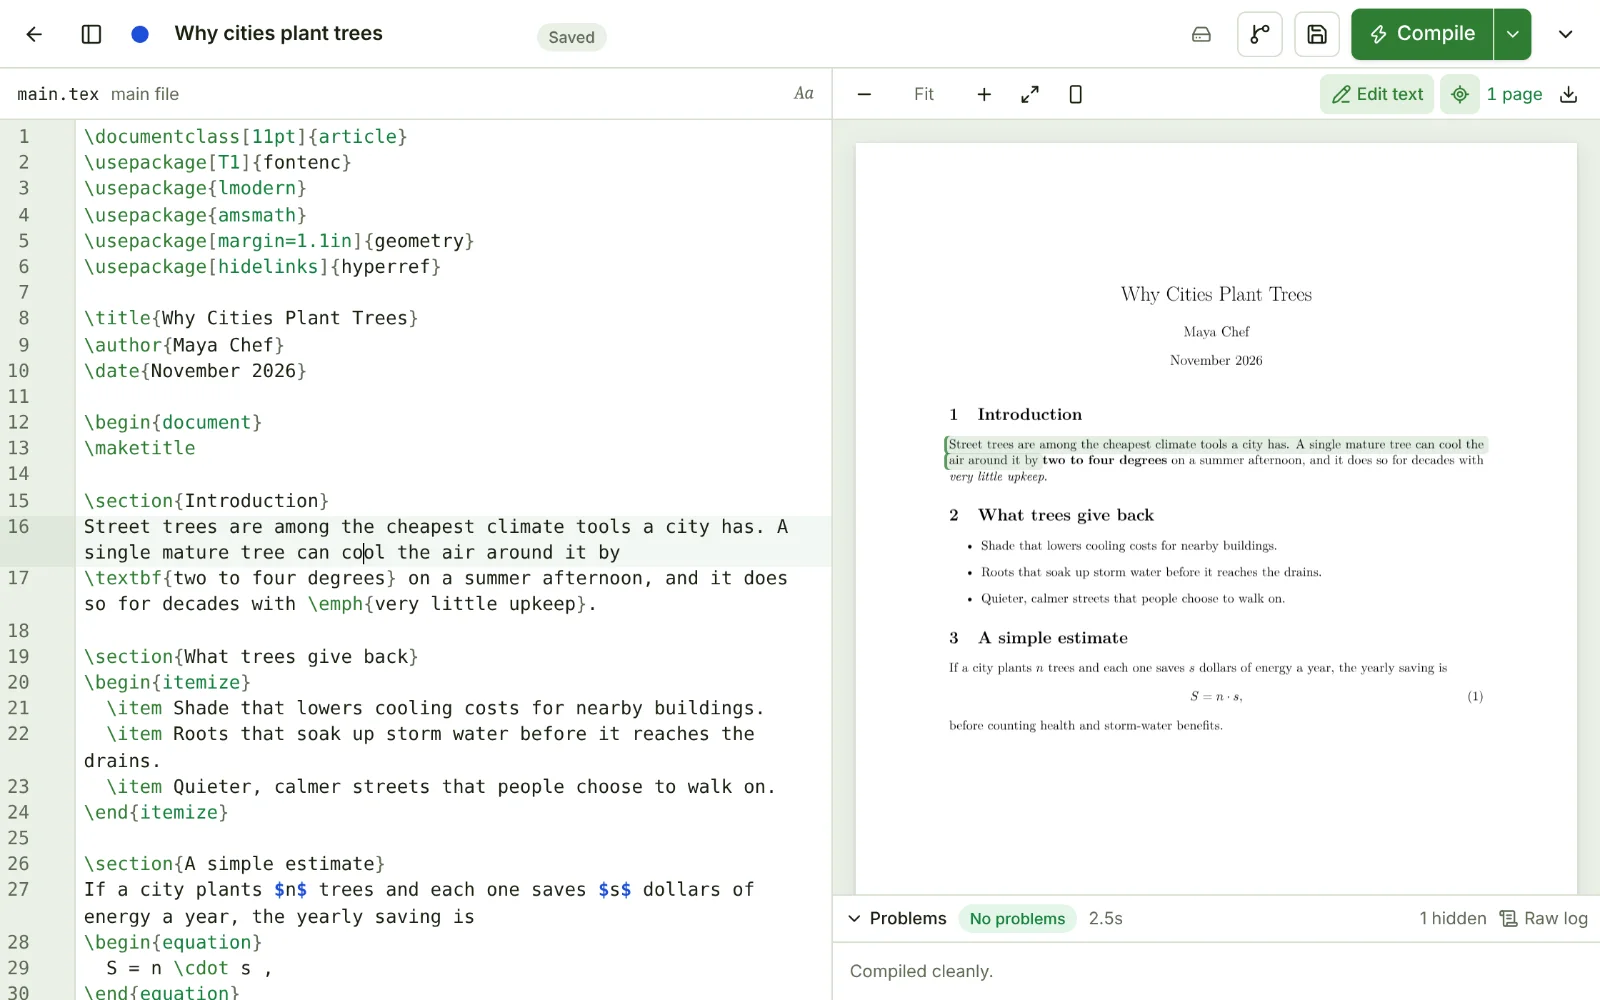 Why cities plant trees
Saved
Compile
main.tex main file
Aa
Fit
Edit text
1 page
1 \documentclass[11pt]{article}
2 \usepackage[T1]{fontenc}
3 \usepackage{lmodern}
4 \usepackage{amsmath}
5 \usepackage[margin=1.1in]{geometry}
6 \usepackage[hidelinks]{hyperref}
7
8 \title{Why Cities Plant Trees}
9 \author{Maya Chef}
10 \date{November 2026}
11
12 \begin{document}
13 \maketitle
14
15 \section{Introduction}
16 Street trees are among the cheapest climate tools a city has. A
single mature tree can cool the air around it by
17 \textbf{two to four degrees} on a summer afternoon, and it does
so for decades with \emph{very little upkeep}.
18
19 \section{What trees give back}
20 \begin{itemize}
21 \item Shade that lowers cooling costs for nearby buildings.
22 \item Roots that soak up storm water before it reaches the
drains.
23 \item Quieter, calmer streets that people choose to walk on.
24 \end{itemize}
25
26 \section{A simple estimate}
27 If a city plants $n$ trees and each one saves $s$ dollars of
energy a year, the yearly saving is
28 \begin{equation}
29 S = n \cdot s ,
30 \end{equation}
Why Cities Plant Trees
Maya Chef
November 2026
1 Introduction
Street trees are among the cheapest climate tools a city has. A single mature tree can cool the
air around it by two to four degrees on a summer afternoon, and it does so for decades with
very little upkeep.
2 What trees give back
• Shade that lowers cooling costs for nearby buildings.
• Roots that soak up storm water before it reaches the drains.
• Quieter, calmer streets that people choose to walk on.
3 A simple estimate
If a city plants n trees and each one saves s dollars of energy a year, the yearly saving is
S = n · s, (1)
before counting health and storm-water benefits.
Problems No problems 2.5s 1 hidden Raw log
Compiled cleanly.